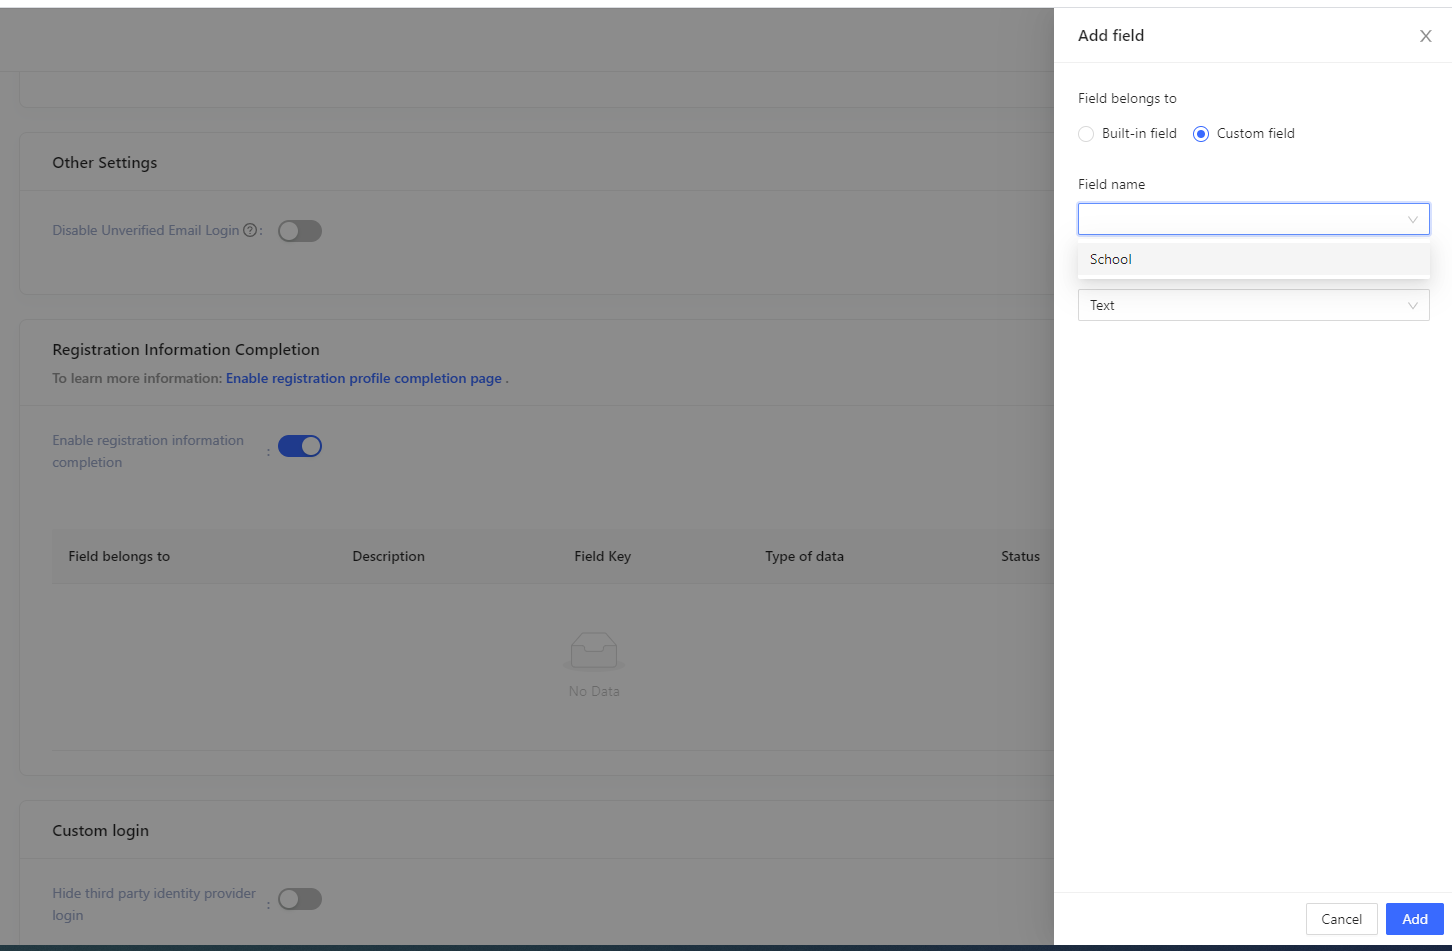 Add field
Field belongs to
Built-in field
Custom field
Field name
School
Text
Cancel
Add
Other Settings
Disable Unverified Email Login ? :
Registration Information Completion
To learn more information: Enable registration profile completion page .
Enable registration information
completion :
Field belongs to Description Field Key Type of data Status
No Data
Custom login
Hide third party identity provider
login :